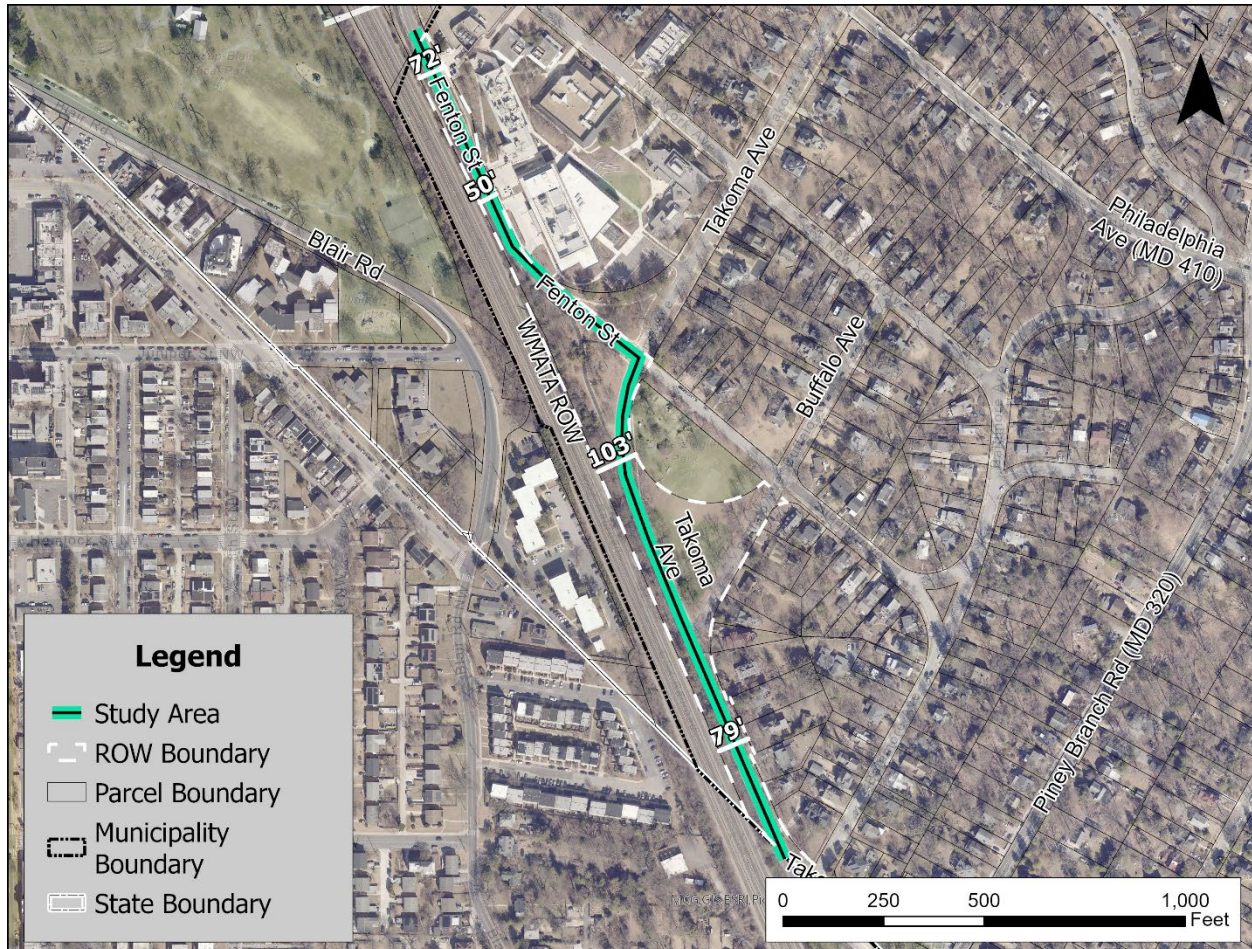 N
72'
Fenton St
50'
Takoma Ave
Philadelphia
Ave (MD 410)
Blair Rd
Fenton St
WMATA ROW
Buffalo Ave
103'
Takoma
Ave
Piney Branch Rd (MD 320)
79'
Legend
Study Area
ROW Boundary
Parcel Boundary
Municipality
Boundary
State Boundary
0 250 500 1,000
Feet